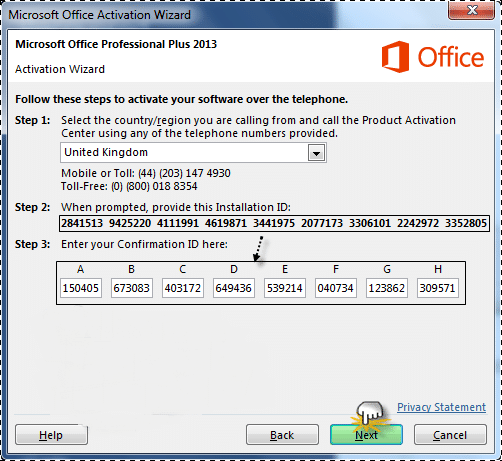 Microsoft Office Activation Wizard
Microsoft Office Professional Plus 2013
Activation Wizard
Office
Follow these steps to activate your software over the telephone.
Step 1: Select the country/region you are calling from and call the Product Activation
Center using any of the telephone numbers provided.
United Kingdom
Mobile or Toll: (44) (203) 147 4930
Toll-Free: (0) (800) 018 8354
Step 2: When prompted, provide this Installation ID:
2841513 9425220 4111991 4619871 3441975 2077173 3306101 2242972 3352805
Step 3: Enter your Confirmation ID here:
A B C D E F G H
150405 673083 403172 649436 539214 040734 123862 309571
Privacy Statement
Help Back Next Cancel